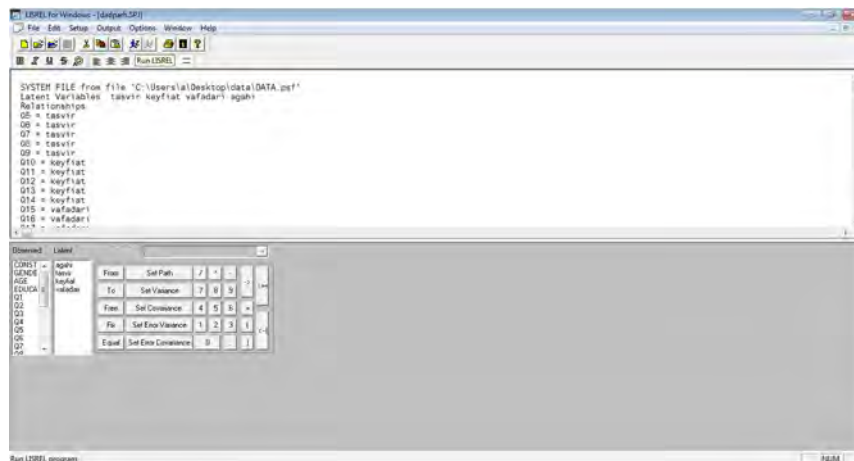 LISREL for Windows - [dadparh.SPJ]
File Edit Setup Output Options Window Help
Run LISREL
SYSTEM FILE from file 'C:\Users\a\Desktop\data\DATA.psf'
Latent Variables tasvir keyfiat vafadari agahi
Relationships
Q5 = tasvir
Q6 = tasvir
Q7 = tasvir
Q8 = tasvir
Q9 = tasvir
Q10 = keyfiat
Q11 = keyfiat
Q12 = keyfiat
Q13 = keyfiat
Q14 = keyfiat
Q15 = vafadari
Q16 = vafadari
Observed Latent
CONST
GENDE
AGE
EDUCA
Q1
Q2
Q3
Q4
Q5
Q6
Q7
agahi
tasvir
keyfiat
vafadari
From Set Path / * -
To Set Variance 7 8 9
Free Set Covariance 4 5 6
Fix Set Error Variance 1 2 3 (
Equal Set Error Covariance 0 . )
Run LISREL program